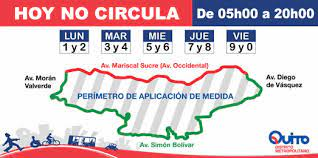 HOY NO CIRCULA
De 05h00 a 20h00
LUN MAR MIE JUE VIE
1 y 2 3 y 4 5 y 6 7 y 8 9 y 0
Av. Mariscal Sucre (Av. Occidental)
Av. Morán
Valverde
Av. Diego
de Vásquez
PERÍMETRO DE APLICACIÓN DE MEDIDA
Av. Simón Bolívar
Quito
DISTRITO
METROPOLITANO